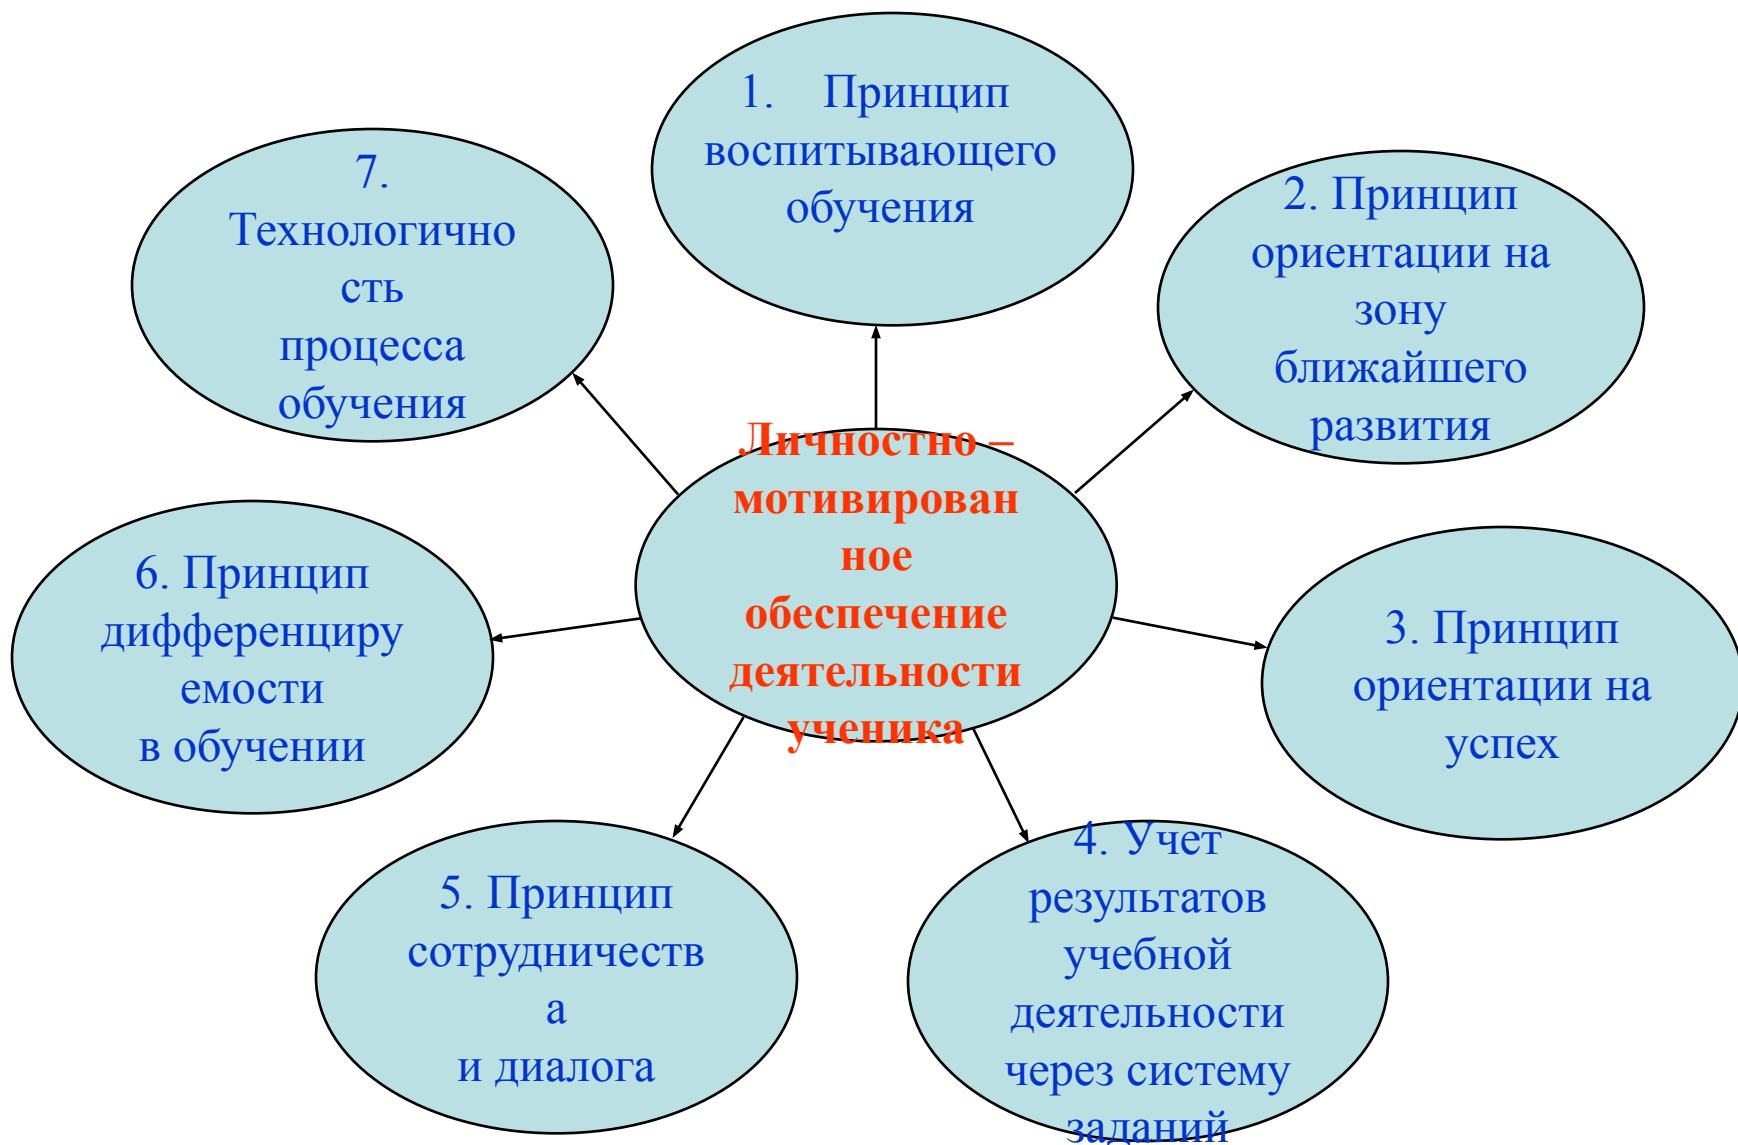 1. Принцип
воспитывающего
обучения
2. Принцип
ориентации на
зону
ближайшего
развития
3. Принцип
ориентации на
успех
4. Учет
результатов
учебной
деятельности
через систему
заданий
5. Принцип
сотрудничеств
а
и диалога
6. Принцип
дифференциру
емости
в обучении
7.
Технологично
сть
процесса
обучения
Личностно –
мотивирован
ное
обеспечение
деятельности
ученика